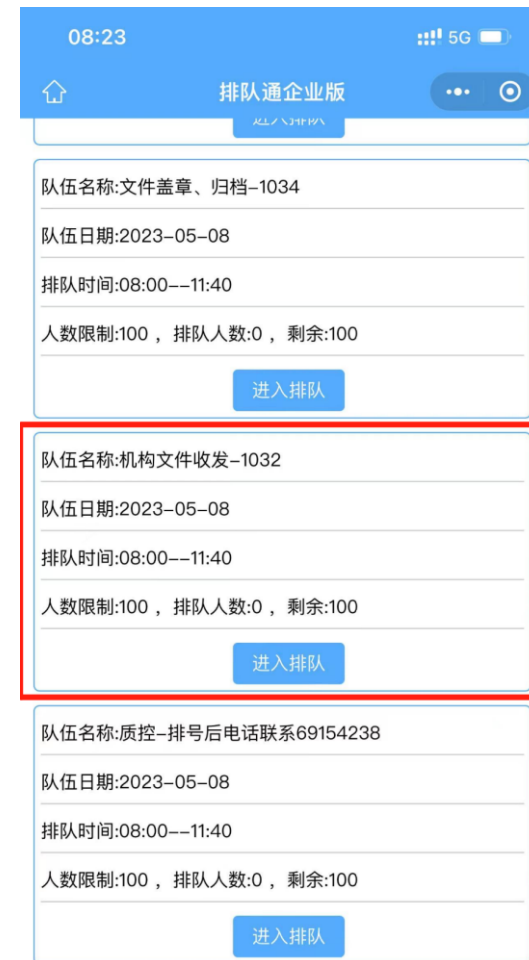 08:23
5G
排队通企业版
进入排队
队伍名称:文件盖章、归档-1034
队伍日期:2023-05-08
排队时间:08:00--11:40
人数限制:100 , 排队人数:0 , 剩余:100
进入排队
队伍名称:机构文件收发-1032
队伍日期:2023-05-08
排队时间:08:00--11:40
人数限制:100 , 排队人数:0 , 剩余:100
进入排队
队伍名称:质控-排号后电话联系69154238
队伍日期:2023-05-08
排队时间:08:00--11:40
人数限制:100 , 排队人数:0 , 剩余:100
进入排队